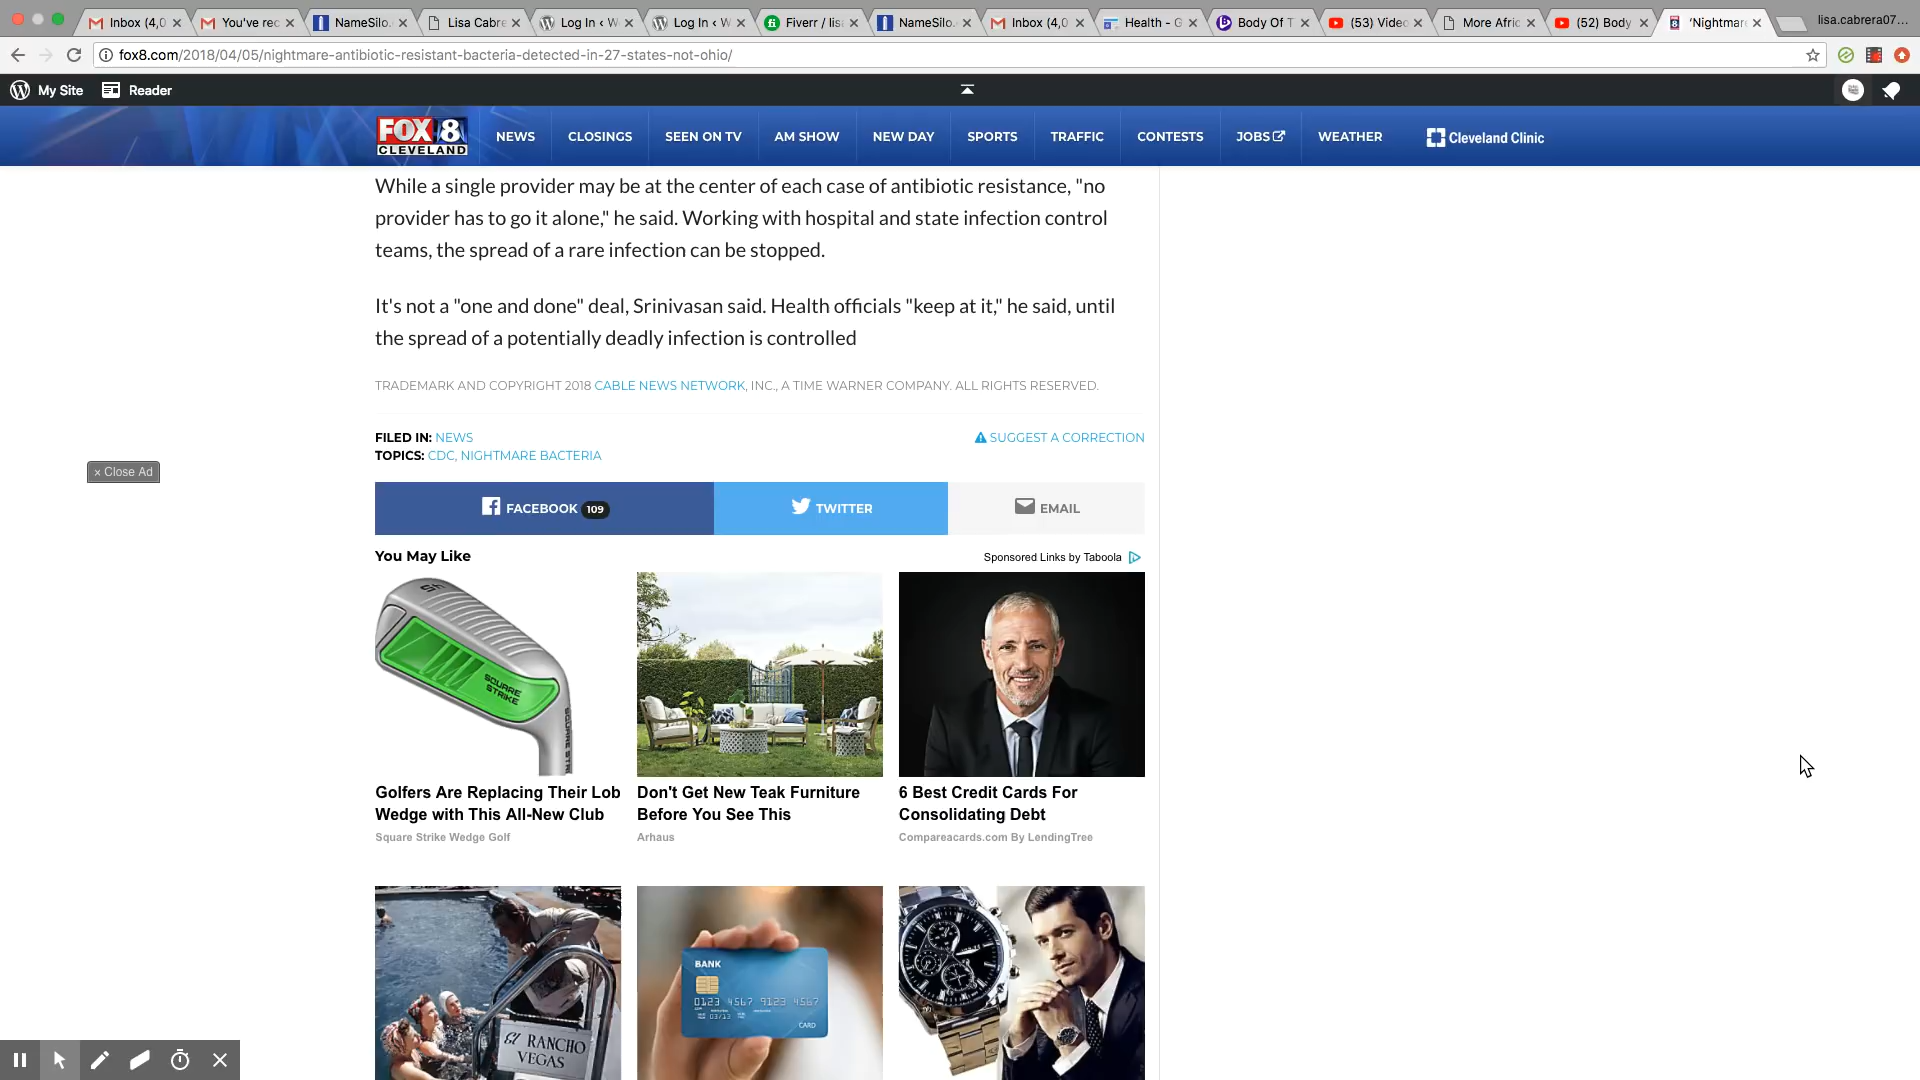 Inbox (4,0
You've rec
NameSilo.
Lisa Cabre
Log In ‹ W
Log In ‹ W
Fiverr / lis
NameSilo.
Inbox (4,0
Health - G
Body Of T
(53) Video
More Afric
(52) Body
'Nightmar
lisa.cabrera07...
fox8.com/2018/04/05/nightmare-antibiotic-resistant-bacteria-detected-in-27-states-not-ohio/
My Site
Reader
FOX 8
CLEVELAND
NEWS
CLOSINGS
SEEN ON TV
AM SHOW
NEW DAY
SPORTS
TRAFFIC
CONTESTS
JOBS
WEATHER
Cleveland Clinic
While a single provider may be at the center of each case of antibiotic resistance, "no
provider has to go it alone," he said. Working with hospital and state infection control
teams, the spread of a rare infection can be stopped.
It's not a "one and done" deal, Srinivasan said. Health officials "keep at it," he said, until
the spread of a potentially deadly infection is controlled
TRADEMARK AND COPYRIGHT 2018 CABLE NEWS NETWORK, INC., A TIME WARNER COMPANY. ALL RIGHTS RESERVED.
FILED IN: NEWS
SUGGEST A CORRECTION
TOPICS: CDC, NIGHTMARE BACTERIA
× Close Ad
FACEBOOK 109
TWITTER
EMAIL
You May Like
Sponsored Links by Taboola
SQUARE
STRIKE
Golfers Are Replacing Their Lob
Wedge with This All-New Club
Square Strike Wedge Golf
Don't Get New Teak Furniture
Before You See This
Arhaus
6 Best Credit Cards For
Consolidating Debt
Compareacards.com By LendingTree
El RANCHO
VEGAS
BANK
0123 4567 9123 4567
03/13
CARD